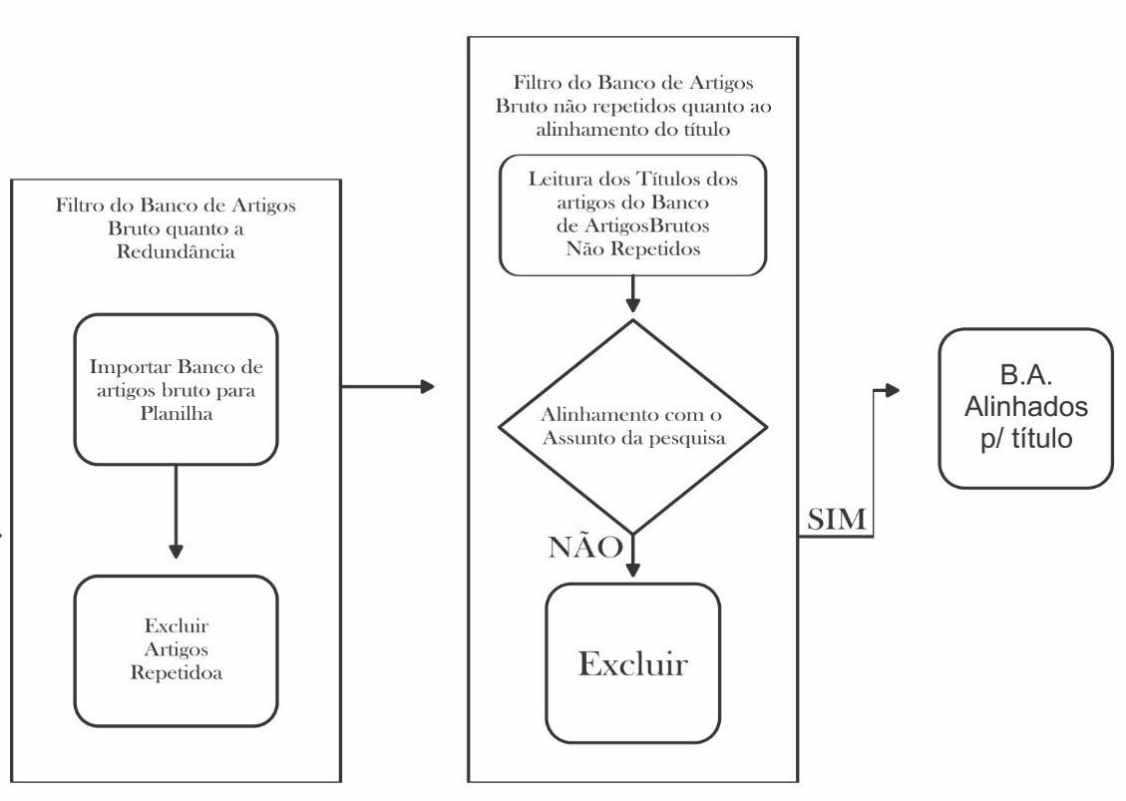 Filtro do Banco de Artigos
Bruto quanto a
Redundância
Importar Banco de
artigos bruto para
Planilha
Excluir
Artigos
Repetidoa
Filtro do Banco de Artigos
Bruto não repetidos quanto ao
alinhamento do título
Leitura dos Títulos dos
artigos do Banco
de ArtigosBrutos
Não Repetidos
Alinhamento com o
Assunto da pesquisa
NÃO
Excluir
SIM
B.A.
Alinhados
p/ título